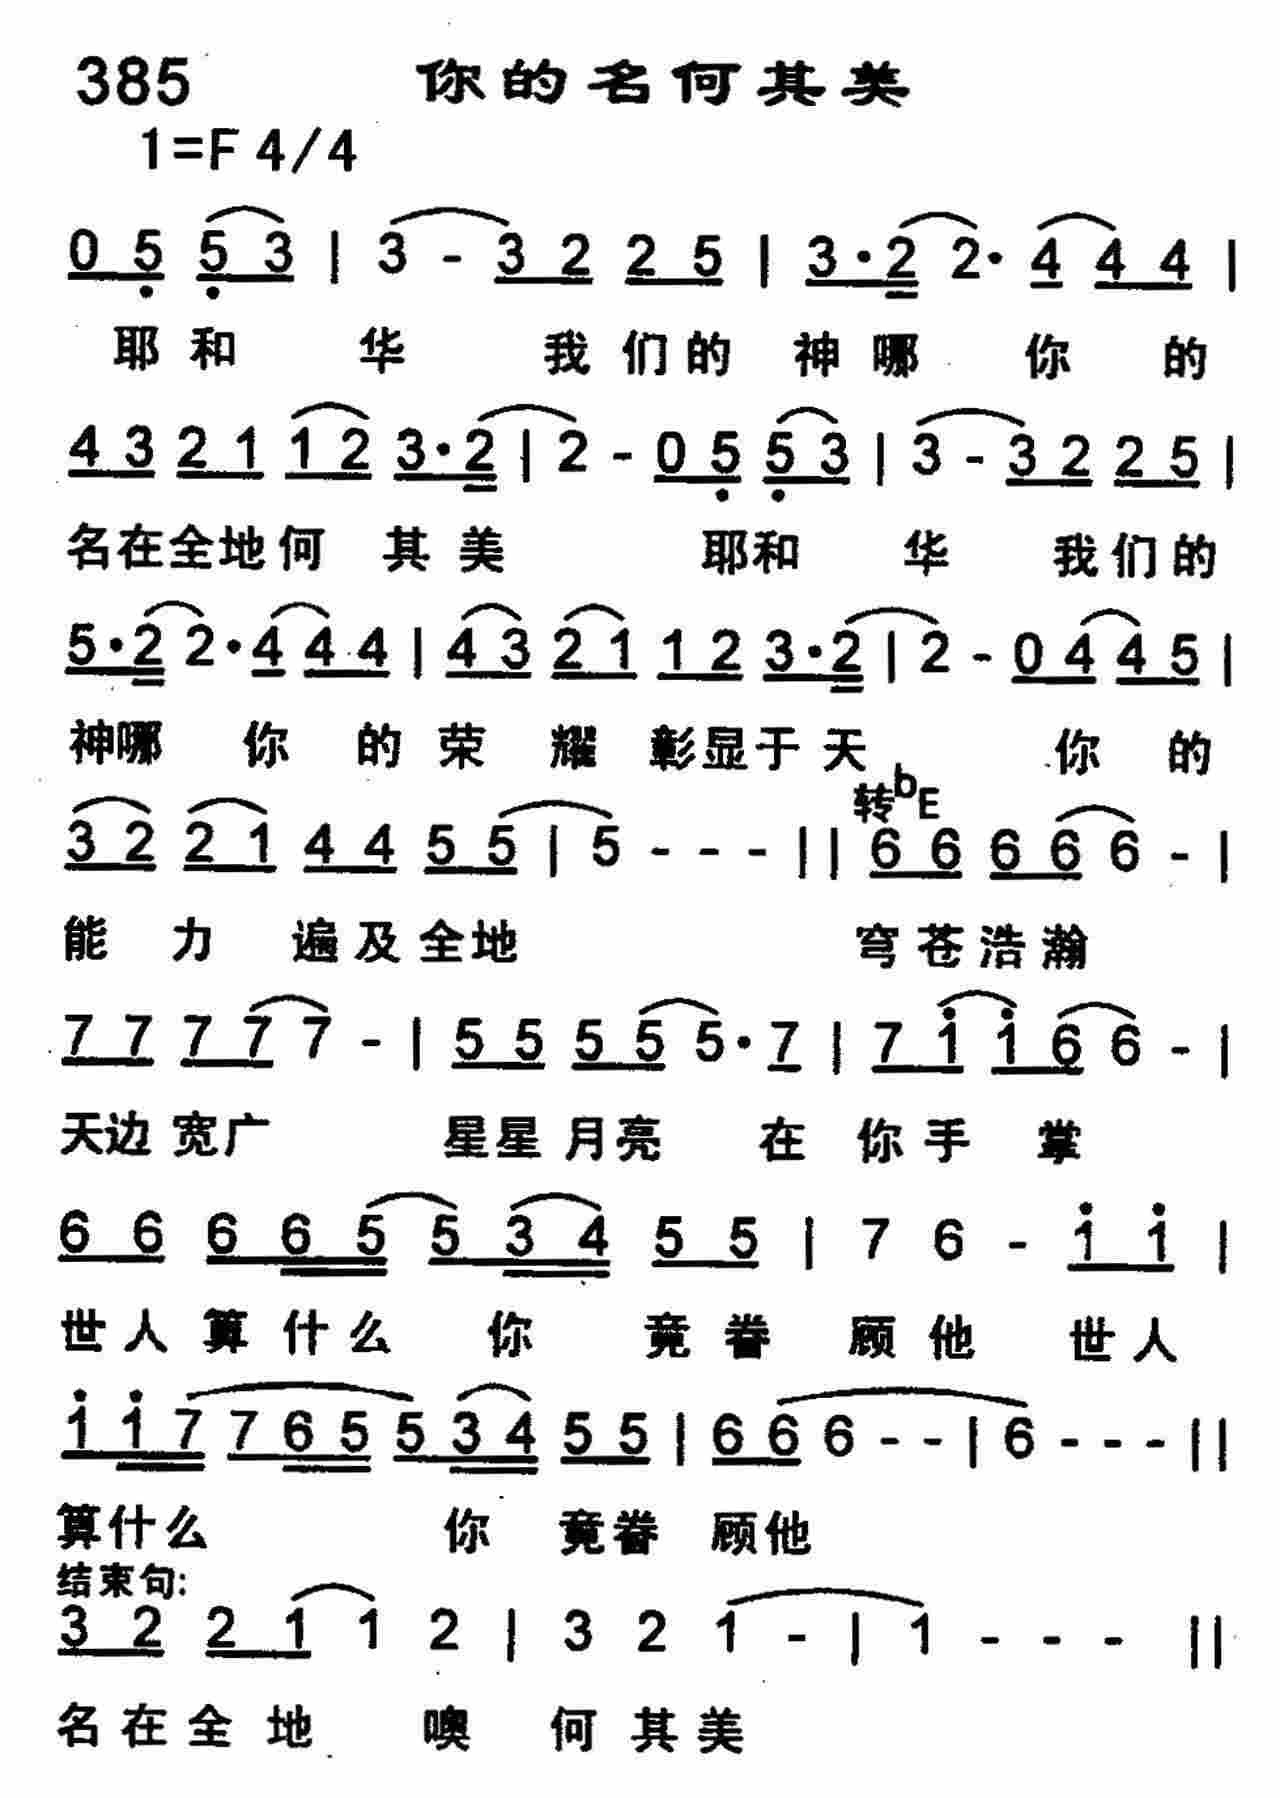 385 你的名何其美
1=F 4/4
0 5 5 3 | 3 - 3 2 2 5 | 3·2 2· 4 4 4 |
耶和 华 我们的 神哪 你 的
4 3 2 1 1 2 3·2 | 2 - 0 5 5 3 | 3 - 3 2 2 5 |
名在全地何 其美 耶和 华 我们的
5·2 2·4 4 4 | 4 3 2 1 1 2 3·2 | 2 - 0 4 4 5 |
神哪 你 的 荣 耀 彰显于天 你 的
转bE
3 2 2 1 4 4 5 5 | 5 - - - || 6 6 6 6 6 - |
能 力 遍及全地 穹苍浩瀚
7 7 7 7 7 - | 5 5 5 5 5· 7 | 7 1 1 6 6 - |
天边宽广 星星月亮 在 你手 掌
6 6 6 6 5 5 3 4 5 5 | 7 6 - 1 1 |
世人算什么 你 竟眷 顾他 世人
1 1 7 7 6 5 5 3 4 5 5 | 6 6 6 - - | 6 - - - ||
算什么 你 竟眷 顾他
结束句:
3 2 2 1 1 2 | 3 2 1 - | 1 - - - ||
名在全地 噢 何其美